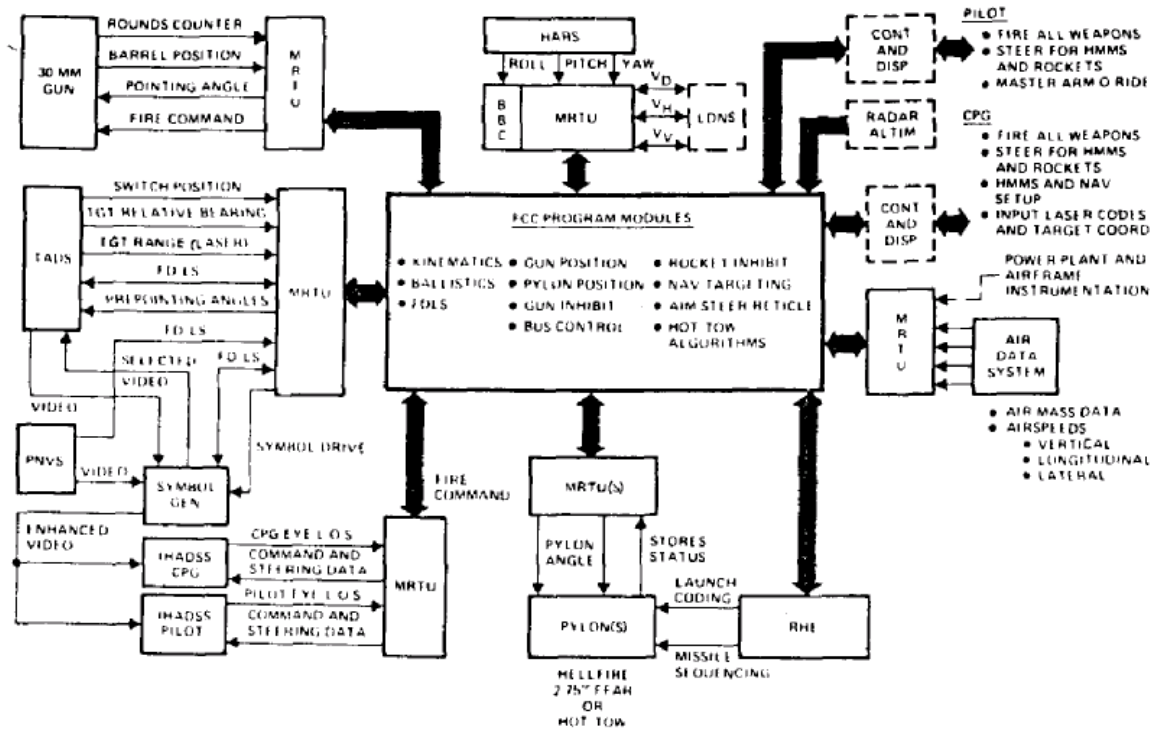 ROUNDS COUNTER
BARREL POSITION
POINTING ANGLE
FIRE COMMAND
30 MM
GUN
MRTU
HARS
ROLL PITCH YAW
BBC
MRTU
VD
VH
VV
LDNS
CONT
AND
DISP
PILOT
• FIRE ALL WEAPONS
• STEER FOR HMMS
AND ROCKETS
• MASTER ARM O RIDE
RADAR
ALTIM
CPG
• FIRE ALL WEAPONS
• STEER FOR HMMS
AND ROCKETS
• HMMS AND NAV
SETUP
• INPUT LASER CODES
AND TARGET COORD
CONT
AND
DISP
SWITCH POSITION
TGT RELATIVE BEARING
TGT RANGE (LASER)
FD/LS
PREPOINTING ANGLES
FD/LS
TADS
MRTU
SELECTED
VIDEO
FD/LS
VIDEO
SYMBOL DRIVE
PNVS
VIDEO
SYMBOL
GEN
FCC PROGRAM MODULES
• KINEMATICS
• BALLISTICS
• FDLS
• GUN POSITION
• PYLON POSITION
• GUN INHIBIT
• BUS CONTROL
• ROCKET INHIBIT
• NAV TARGETING
• AIM STEER RETICLE
• HOT TOW
ALGORITHMS
POWER PLANT AND
AIRFRAME
INSTRUMENTATION
MRTU
AIR
DATA
SYSTEM
• AIR MASS DATA
• AIRSPEEDS
• VERTICAL
• LONGITUDINAL
• LATERAL
FIRE
COMMAND
ENHANCED
VIDEO
IHADSS
CPG
CPG EYE L O S
COMMAND AND
STEERING DATA
IHADSS
PILOT
PILOT EYE L O S
COMMAND AND
STEERING DATA
MRTU
MRTU(S)
PYLON
ANGLE
STORES
STATUS
PYLON(S)
LAUNCH
CODING
MISSILE
SEQUENCING
RHE
HELLFIRE
2.75" FFAR
OR
HOT TOW